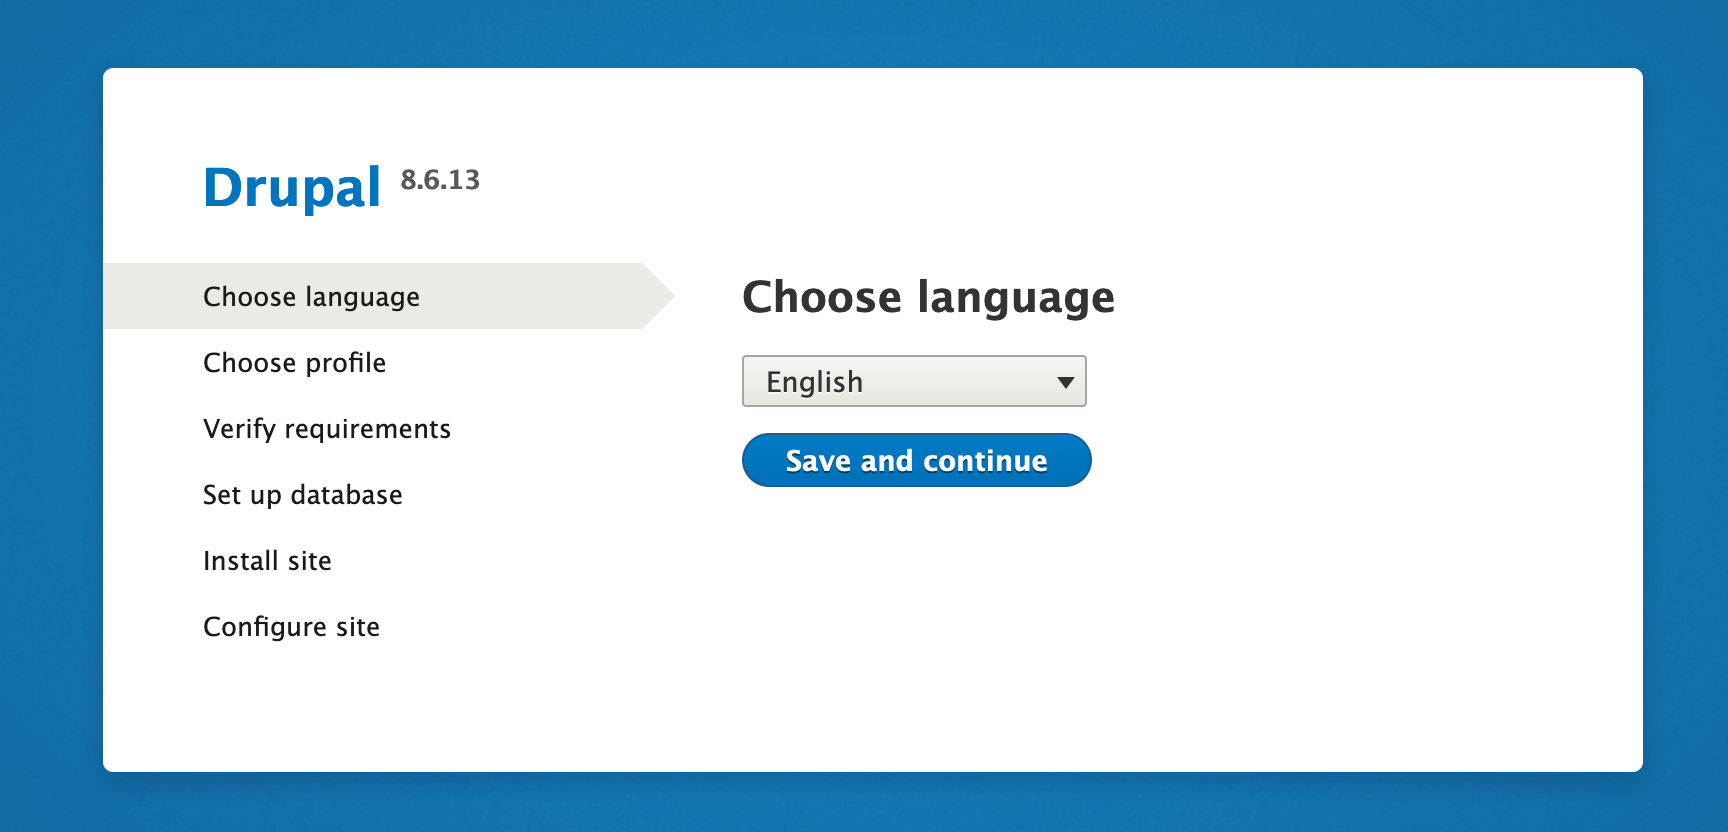 Drupal 8.6.13
Choose language
Choose profile
Verify requirements
Set up database
Install site
Configure site
Choose language
English
Save and continue